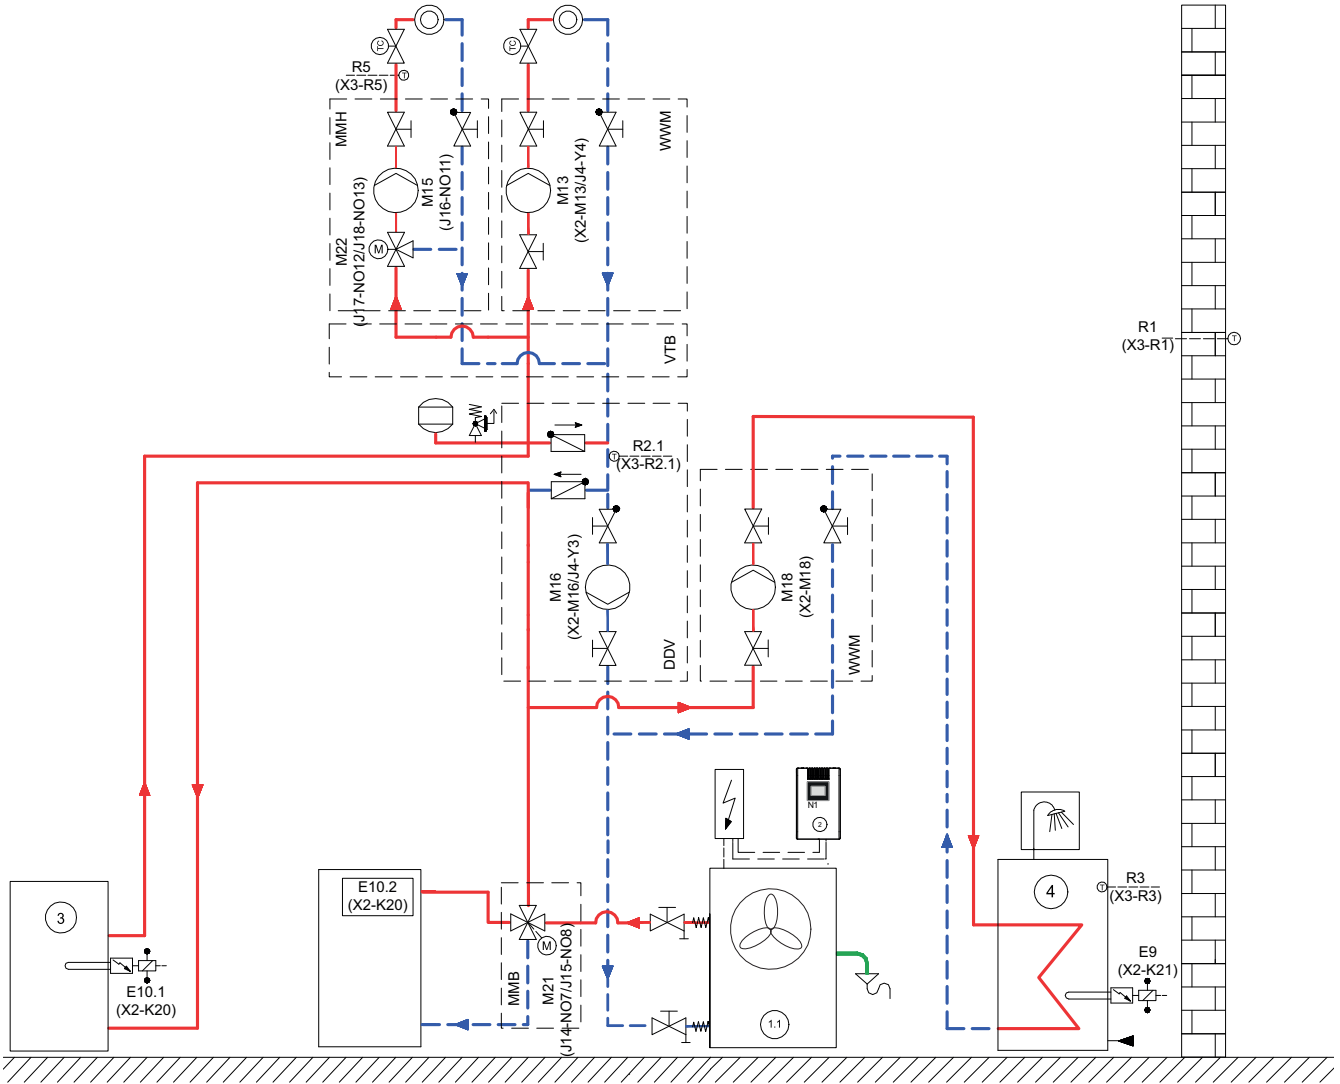 TC
TC
R5
(X3-R5)
T
MMH
M15
(J16-NO11)
M22
(J17-NO12/J18-NO13)
M
WWM
M13
(X2-M13/J4-Y4)
VTB
R1
(X3-R1)
T
R2.1
(X3-R2.1)
T
M16
(X2-M16/J4-Y3)
DDV
M18
(X2-M18)
WWM
N1
2
3
E10.1
(X2-K20)
E10.2
(X2-K20)
MMB
M
M21
(J14-NO7/J15-NO8)
1.1
4
T
R3
(X3-R3)
E9
(X2-K21)